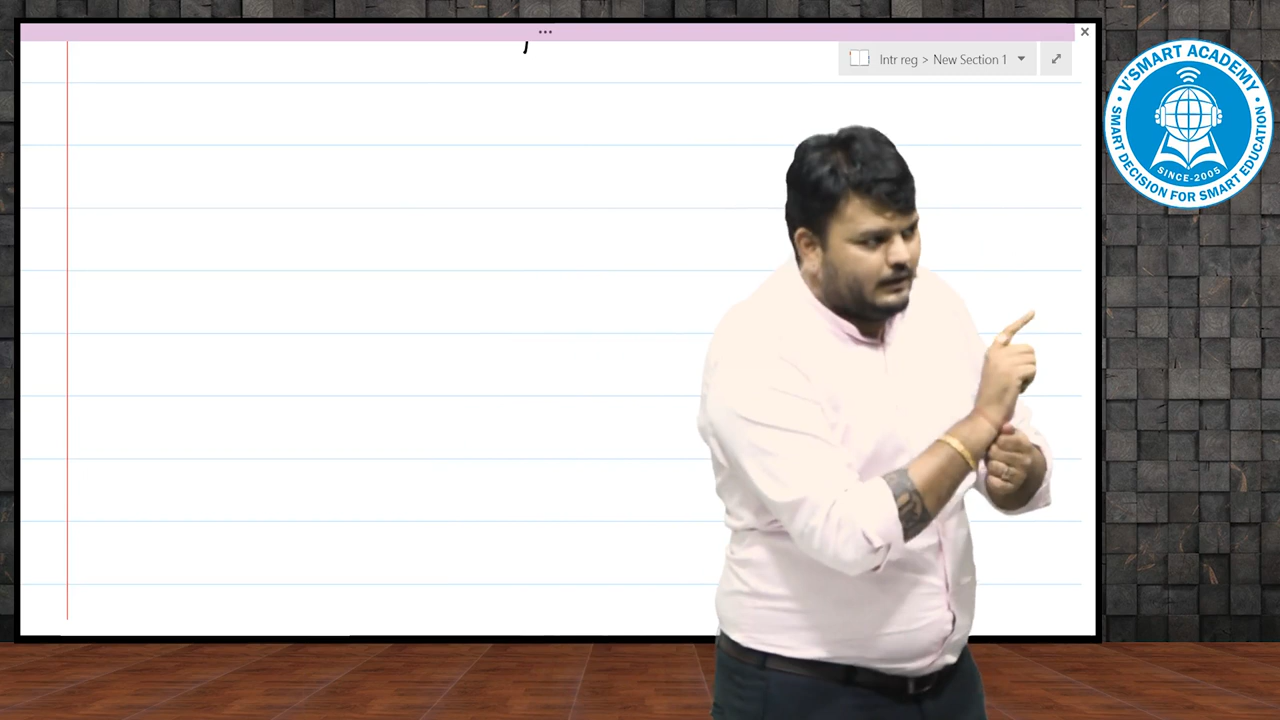 Intr reg > New Section 1
V'SMART ACADEMY
SINCE-2005
SMART DECISION FOR SMART EDUCATION